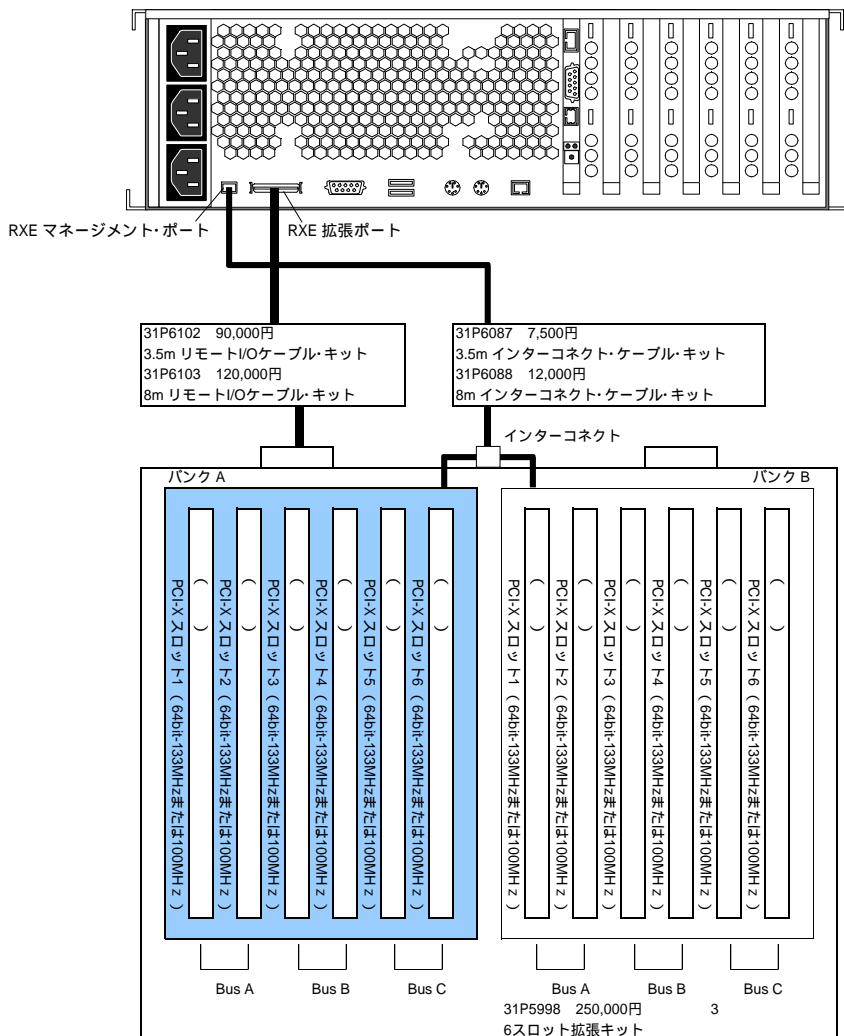 RXE マネージメント・ポート
RXE 拡張ポート
31P6102 90,000円
3.5m リモートI/Oケーブル・キット
31P6103 120,000円
8m リモートI/Oケーブル・キット
31P6087 7,500円
3.5m インターコネクト・ケーブル・キット
31P6088 12,000円
8m インターコネクト・ケーブル・キット
インターコネクト
バンク A
バンク B
PCI-X スロット1（64bit-133MHzまたは100MHz）
( )
PCI-X スロット2（64bit-133MHzまたは100MHz）
( )
PCI-X スロット3（64bit-133MHzまたは100MHz）
( )
PCI-X スロット4（64bit-133MHzまたは100MHz）
( )
PCI-X スロット5（64bit-133MHzまたは100MHz）
( )
PCI-X スロット6（64bit-133MHzまたは100MHz）
( )
PCI-X スロット1（64bit-133MHzまたは100MHz）
( )
PCI-X スロット2（64bit-133MHzまたは100MHz）
( )
PCI-X スロット3（64bit-133MHzまたは100MHz）
( )
PCI-X スロット4（64bit-133MHzまたは100MHz）
( )
PCI-X スロット5（64bit-133MHzまたは100MHz）
( )
PCI-X スロット6（64bit-133MHzまたは100MHz）
( )
Bus A
Bus B
Bus C
Bus A
Bus B
Bus C
31P5998 250,000円 3
6スロット拡張キット